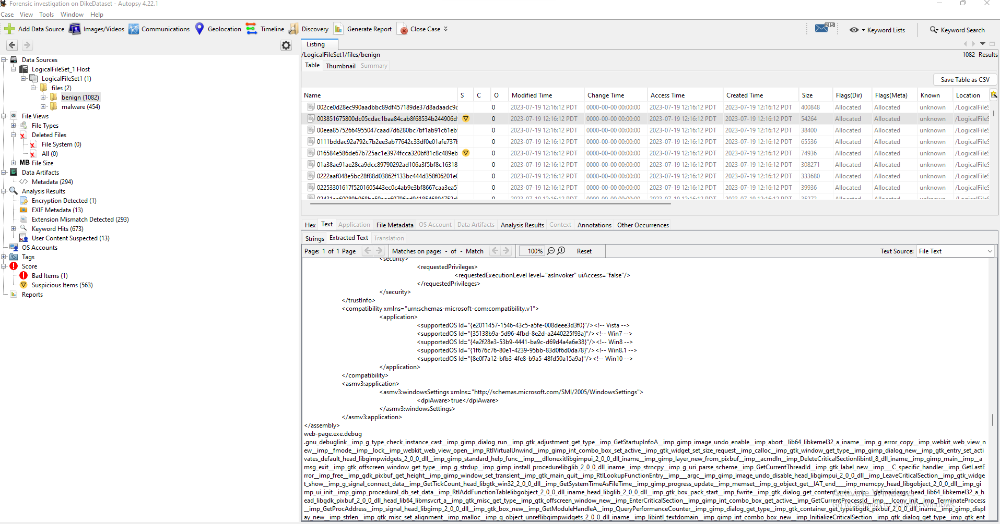 Forensic investigation on DikeDataset - Autopsy 4.22.1
Case View Tools Window Help
Add Data Source Images/Videos Communications Geolocation Timeline Discovery Generate Report Close Case 215 Keyword Lists Keyword Search
Data Sources
LogicalFileSet_1 Host
LogicalFileSet1 (1)
files (2)
benign (1082)
malware (454)
File Views
File Types
Deleted Files
File System (0)
All (0)
MB File Size
Data Artifacts
Metadata (294)
Analysis Results
Encryption Detected (1)
EXIF Metadata (13)
Extension Mismatch Detected (293)
Keyword Hits (673)
User Content Suspected (13)
OS Accounts
Tags
Score
Bad Items (1)
Suspicious Items (563)
Reports
Listing
/LogicalFileSet1/files/benign 1082 Results
Table Thumbnail Summary
Save Table as CSV
Name S C O Modified Time Change Time Access Time Created Time Size Flags(Dir) Flags(Meta) Known Location
002ce0d28ec990aadbbc89df457189de37d8adaadc9c 0 2023-07-19 12:16:12 PDT 0000-00-00 00:00:00 2023-07-19 12:16:12 PDT 2023-07-19 12:16:12 PDT 400848 Allocated Allocated unknown /LogicalFileS
003851675800dc05cdac1baa84cab8f68534b244906d 0 2023-07-19 12:16:12 PDT 0000-00-00 00:00:00 2023-07-19 12:16:12 PDT 2023-07-19 12:16:12 PDT 54264 Allocated Allocated unknown /LogicalFileS
00eea85752664955047caad7d6280bc7bf1ab91c61eb 0 2023-07-19 12:16:12 PDT 0000-00-00 00:00:00 2023-07-19 12:16:12 PDT 2023-07-19 12:16:12 PDT 38400 Allocated Allocated unknown /LogicalFileS
0111bddac92a792c7b2ee3ab77642c33df0e01afe737 0 2023-07-19 12:16:12 PDT 0000-00-00 00:00:00 2023-07-19 12:16:12 PDT 2023-07-19 12:16:12 PDT 65536 Allocated Allocated unknown /LogicalFileS
016584e586de67b725ac1e3974fcca320bf81c8c489eb 0 2023-07-19 12:16:12 PDT 0000-00-00 00:00:00 2023-07-19 12:16:12 PDT 2023-07-19 12:16:12 PDT 74936 Allocated Allocated unknown /LogicalFileS
01a38ae91ae28ca9dcc89790292ad106a3f5bf8c16318 0 2023-07-19 12:16:12 PDT 0000-00-00 00:00:00 2023-07-19 12:16:12 PDT 2023-07-19 12:16:12 PDT 308271 Allocated Allocated unknown /LogicalFileS
0222aaf048e5bc28f88d03862f133bc444d358f06201e 0 2023-07-19 12:16:12 PDT 0000-00-00 00:00:00 2023-07-19 12:16:12 PDT 2023-07-19 12:16:12 PDT 333680 Allocated Allocated unknown /LogicalFileS
02253301617f5201605443ec0c4ab9e3bf8667caa3ea5 0 2023-07-19 12:16:12 PDT 0000-00-00 00:00:00 2023-07-19 12:16:12 PDT 2023-07-19 12:16:12 PDT 39936 Allocated Allocated unknown /LogicalFileS
Hex Text Application File Metadata OS Account Data Artifacts Analysis Results Context Annotations Other Occurrences
Strings Extracted Text Translation
Page: 1 of 1 Page Matches on page: - of - Match 100% Reset Text Source: File Text
<security>
<requestedPrivileges>
<requestedExecutionLevel level="asInvoker" uiAccess="false"/>
</requestedPrivileges>
</security>
</trustInfo>
<compatibility xmlns="urn:schemas-microsoft-com:compatibility.v1">
<application>
<supportedOS Id="{e2011457-1546-43c5-a5fe-008deee3d3f0}"/><!-- Vista -->
<supportedOS Id="{35138b9a-5d96-4fbd-8e2d-a2440225f93a}"/><!-- Win7 -->
<supportedOS Id="{4a2f28e3-53b9-4441-ba9c-d69d4a4a6e38}"/><!-- Win8 -->
<supportedOS Id="{1f676c76-80e1-4239-95bb-83d0f6d0da78}"/><!-- Win8.1 -->
<supportedOS Id="{8e0f7a12-bfb3-4fe8-b9a5-48fd50a15a9a}"/><!-- Win10 -->
</application>
</compatibility>
<asmv3:application>
<asmv3:windowsSettings xmlns="http://schemas.microsoft.com/SMI/2005/WindowsSettings">
<dpiAware>true</dpiAware>
</asmv3:windowsSettings>
</asmv3:application>
</assembly>
web-page.exe.debug
.gnu_debuglink__imp_g_type_check_instance_cast__imp_gimp_dialog_run__imp_gtk_adjustment_get_type__imp_GetStartupInfoA__imp_gimp_image_undo_enable__imp_abort__lib64_libkernel32_a_iname__imp_g_error_copy__imp_webkit_web_view_n
ew__imp__fmode__imp__lock__imp_webkit_web_view_open__imp_RtlVirtualUnwind__imp_gimp_int_combo_box_set_active__imp_gtk_widget_set_size_request__imp_calloc__imp_gtk_window_get_type__imp_gimp_dialog_new__imp_gtk_entry_set_acti
vates_default_head_libgimpwidgets_2_0_0_dll__imp_gimp_standard_help_func__imp___dllonexitlibgimpui_2_0_0_dll_iname__imp_gimp_layer_new_from_pixbuf__imp__acmdln__imp_DeleteCriticalSectionlibintl_8_dll_iname__imp_gimp_main__imp__a
msg_exit__imp_gtk_offscreen_window_get_type__imp_g_strdup__imp_gimp_install_procedurelibglib_2_0_0_dll_iname__imp_strncpy__imp_g_uri_parse_scheme__imp_GetCurrentThreadId__imp_gtk_label_new__imp___C_specific_handler__imp_GetLastE
rror__imp_free__imp_gdk_pixbuf_get_height__imp_gimp_window_set_transient__imp_gtk_main_quit__imp_RtlLookupFunctionEntry__imp___argc__imp_gimp_image_undo_disable_head_libgimpui_2_0_0_dll__imp_LeaveCriticalSection__imp_gtk_widge
t_show__imp_g_signal_connect_data__imp_GetTickCount_head_libgtk_win32_2_0_0_dll__imp_GetSystemTimeAsFileTime__imp_gimp_progress_update__imp_memset__imp_g_object_get__IAT_end____imp_memcpy_head_libgobject_2_0_0_dll__imp_gi
mp_ui_init__imp_gimp_procedural_db_set_data__imp_RtlAddFunctionTablelibgobject_2_0_0_dll_iname_head_libglib_2_0_0_dll__imp_gtk_box_pack_start__imp_fwrite__imp_gtk_dialog_get_content__imp___getmainargs_head_lib64_libkernel32_a_h
ead_libgdk_pixbuf_2_0_0_dll_head_lib64_libmsvcrt_a__imp_gtk_misc_get_type__imp_gtk_offscreen_window_new__imp_EnterCriticalSection__imp_gimp_int_combo_box_get_active__imp_GetCurrentProcessId__imp___lconv_init__imp_TerminateProcess
__imp_GetProcAddress__imp_signal_head_libgimp_2_0_0_dll__imp_gtk_box_new__imp_GetModuleHandleA__imp_QueryPerformanceCounter__imp_gimp_dialog_get_type__imp_gtk_container_get_typelibgdk_pixbuf_2_0_0_dll_iname__imp_gimp_displ
ay_new__imp_strlen__imp_gtk_misc_set_alignment__imp_malloc__imp_g_object_unreflibgimpwidgets_2_0_0_dll_iname__imp_libintl_textdomain__imp_gimp_int_combo_box_new__imp_InitializeCriticalSection__imp_gtk_dialog_get_type__imp_gtk_ent
Activate Windows
Go to Settings to activate Windows.